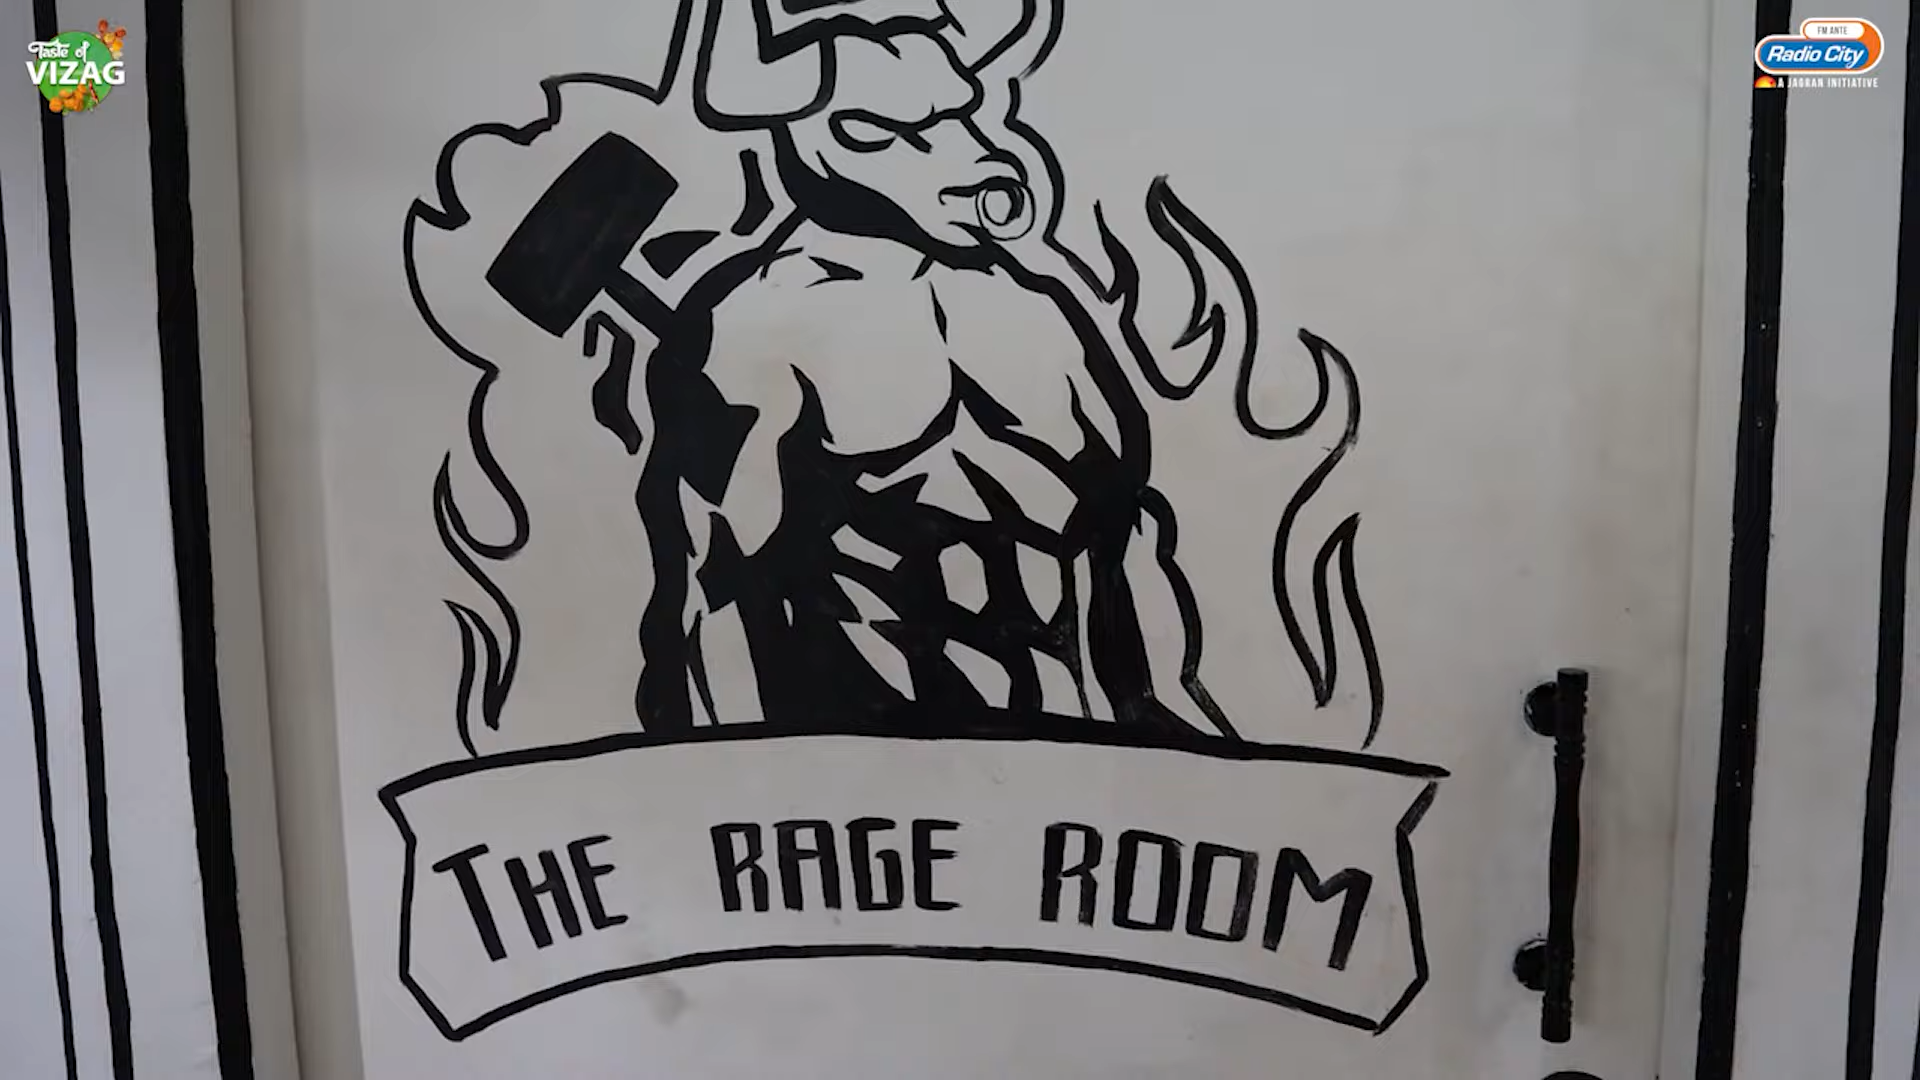 Taste of
VIZAG
FM ANTE
Radio City
A JAGRAN INITIATIVE
THE RAGE ROOM